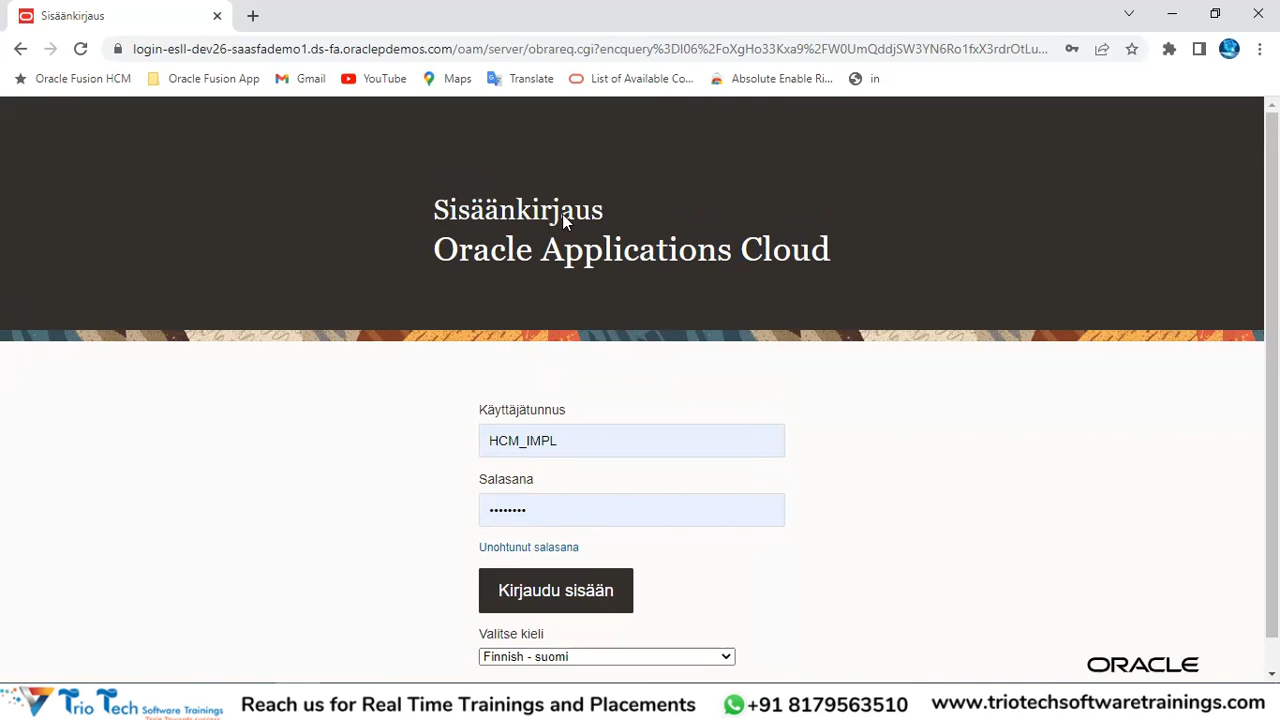 Sisäänkirjaus
login-esll-dev26-saasfademo1.ds-fa.oraclepdemos.com/oam/server/obrareq.cgi?encquery%3DI06%2FoXgHo33Kxa9%2FW0UmQddjSW3YN6Ro1fxX3rdrOtLu...
Oracle Fusion HCM Oracle Fusion App Gmail YouTube Maps Translate List of Available Co... Absolute Enable Ri... in
Sisäänkirjaus
Oracle Applications Cloud
Käyttäjätunnus
HCM_IMPL
Salasana
••••••••
Unohtunut salasana
Kirjaudu sisään
Valitse kieli
Finnish - suomi
ORACLE
Trio Tech Software Trainings
Train Towards success
Reach us for Real Time Trainings and Placements
+91 8179563510
www.triotechsoftwaretrainings.com